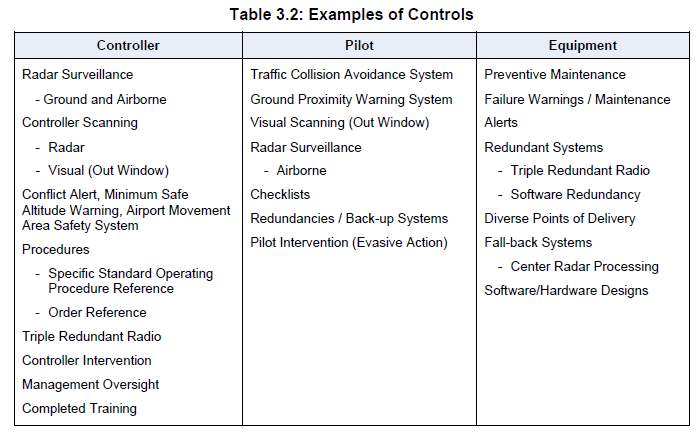 Table 3.2: Examples of Controls
Controller
Radar Surveillance
- Ground and Airborne
Controller Scanning
- Radar
- Visual (Out Window)
Conflict Alert, Minimum Safe
Altitude Warning, Airport Movement
Area Safety System
Procedures
- Specific Standard Operating
Procedure Reference
- Order Reference
Triple Redundant Radio
Controller Intervention
Management Oversight
Completed Training
Pilot
Traffic Collision Avoidance System
Ground Proximity Warning System
Visual Scanning (Out Window)
Radar Surveillance
- Airborne
Checklists
Redundancies / Back-up Systems
Pilot Intervention (Evasive Action)
Equipment
Preventive Maintenance
Failure Warnings / Maintenance
Alerts
Redundant Systems
- Triple Redundant Radio
- Software Redundancy
Diverse Points of Delivery
Fall-back Systems
- Center Radar Processing
Software/Hardware Designs